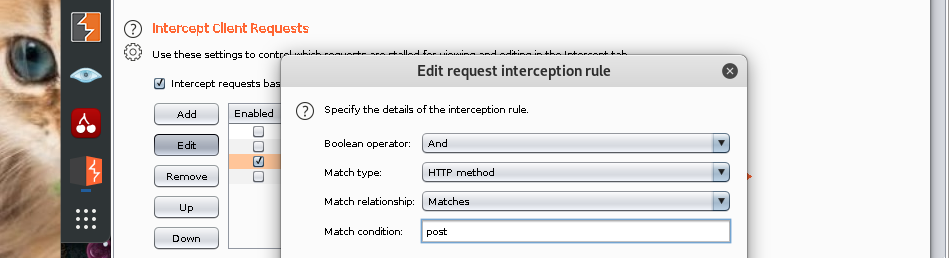 Intercept Client Requests
Use these settings to control which requests are stalled for viewing and editing in the Intercept tab
Edit request interception rule
Intercept requests bas
Specify the details of the interception rule.
Add
Enabled
Boolean operator:
And
Edit
Match type:
HTTP method
Remove
Match relationship:
Matches
Up
Match condition:
post
Down